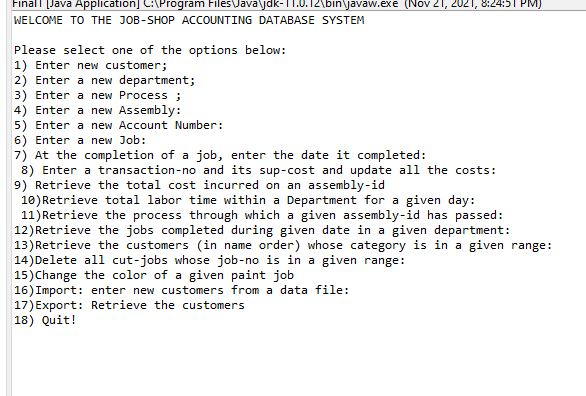 Final1 [Java Application] C:\Program Files\Java\jdk-11.0.12\bin\javaw.exe (Nov 21, 2021, 8:24:51 PM)
WELCOME TO THE JOB-SHOP ACCOUNTING DATABASE SYSTEM
Please select one of the options below:
1) Enter new customer;
2) Enter a new department;
3) Enter a new Process ;
4) Enter a new Assembly:
5) Enter a new Account Number:
6) Enter a new Job:
7) At the completion of a job, enter the date it completed:
8) Enter a transaction-no and its sup-cost and update all the costs:
9) Retrieve the total cost incurred on an assembly-id
10)Retrieve total labor time within a Department for a given day:
11)Retrieve the process through which a given assembly-id has passed:
12)Retrieve the jobs completed during given date in a given department:
13)Retrieve the customers (in name order) whose category is in a given range:
14)Delete all cut-jobs whose job-no is in a given range:
15)Change the color of a given paint job
16)Import: enter new customers from a data file:
17)Export: Retrieve the customers
18) Quit!